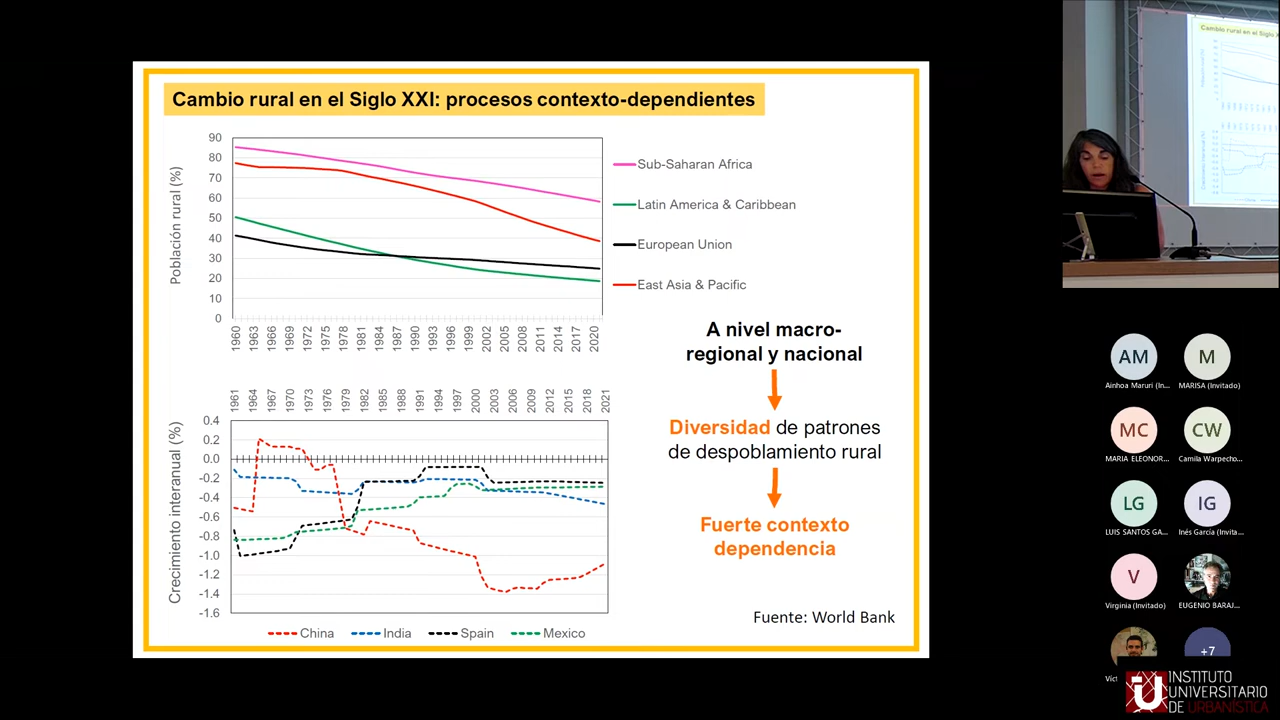 Cambio rural en el Siglo XXI: procesos contexto-dependientes
Población rural (%)
90
80
70
60
50
40
30
20
10
0
1960 1963 1966 1969 1972 1975 1978 1981 1984 1987 1990 1993 1996 1999 2002 2005 2008 2011 2014 2017 2020
Sub-Saharan Africa
Latin America & Caribbean
European Union
East Asia & Pacific
A nivel macro-
regional y nacional
Diversidad de patrones
de despoblamiento rural
Fuerte contexto
dependencia
1961 1964 1967 1970 1973 1976 1979 1982 1985 1988 1991 1994 1997 2000 2003 2006 2009 2012 2015 2018 2021
Crecimiento interanual (%)
0.4
0.2
0.0
-0.2
-0.4
-0.6
-0.8
-1.0
-1.2
-1.4
-1.6
China India Spain Mexico
Fuente: World Bank
Cambio rural en el Siglo X
AM M
Ainhoa Maruri (In... MARISA (Invitado)
MC CW
MARIA ELEONOR... Camila Warpecho...
LG IG
LUIS SANTOS GA... Inés García (Invita...
V
Virginia (Invitado) EUGENIO BARAJ...
+7
Víct
INSTITUTO
UNIVERSITARIO
DE URBANÍSTICA